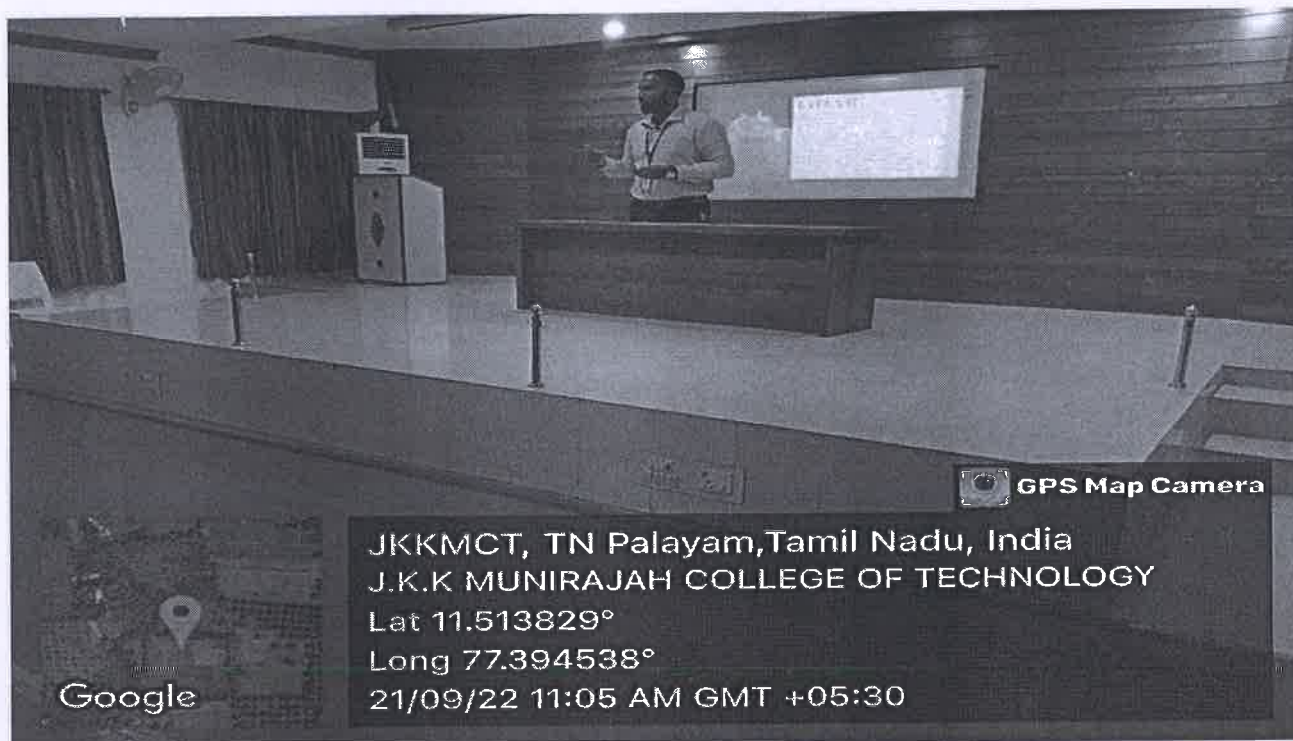 GPS Map Camera
JKKMCT, TN Palayam,Tamil Nadu, India
J.K.K MUNIRAJAH COLLEGE OF TECHNOLOGY
Lat 11.513829°
Long 77.394538°
21/09/22 11:05 AM GMT +05:30
Google